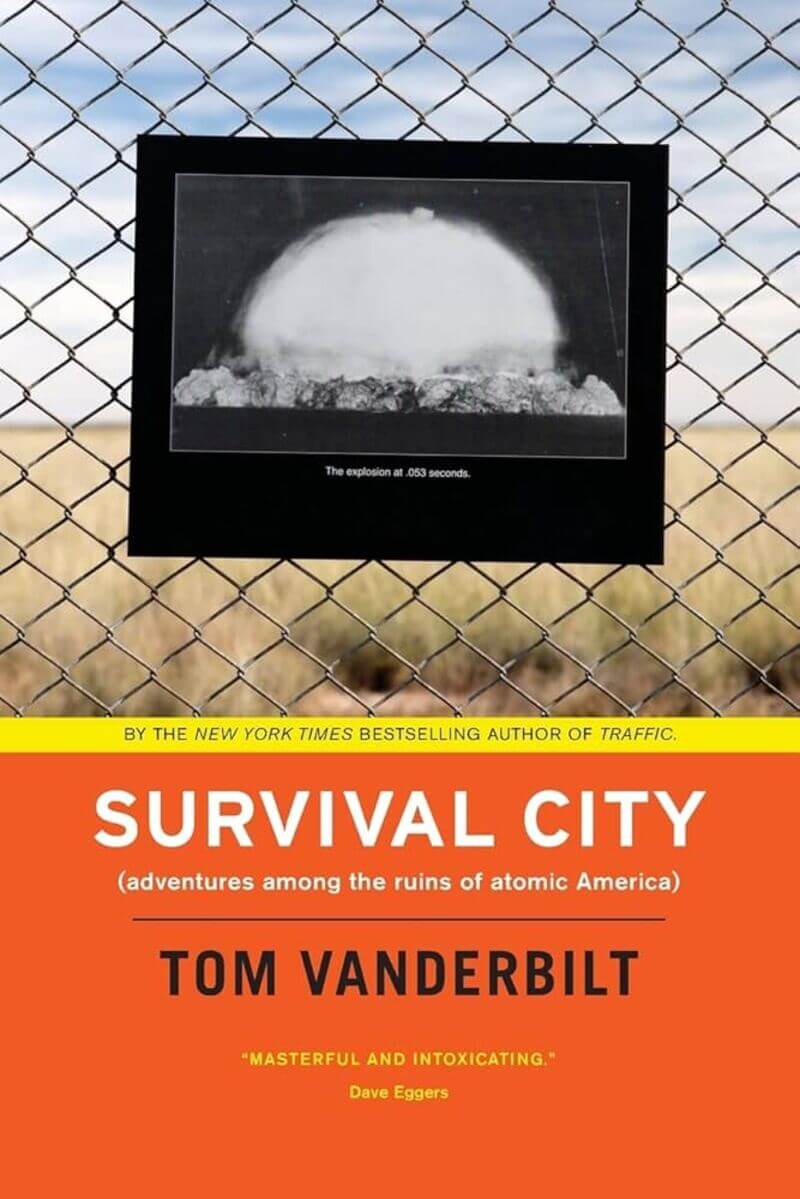 The explosion at .053 seconds.
BY THE NEW YORK TIMES BESTSELLING AUTHOR OF TRAFFIC.
SURVIVAL CITY
(adventures among the ruins of atomic America)
TOM VANDERBILT
“MASTERFUL AND INTOXICATING.”
Dave Eggers